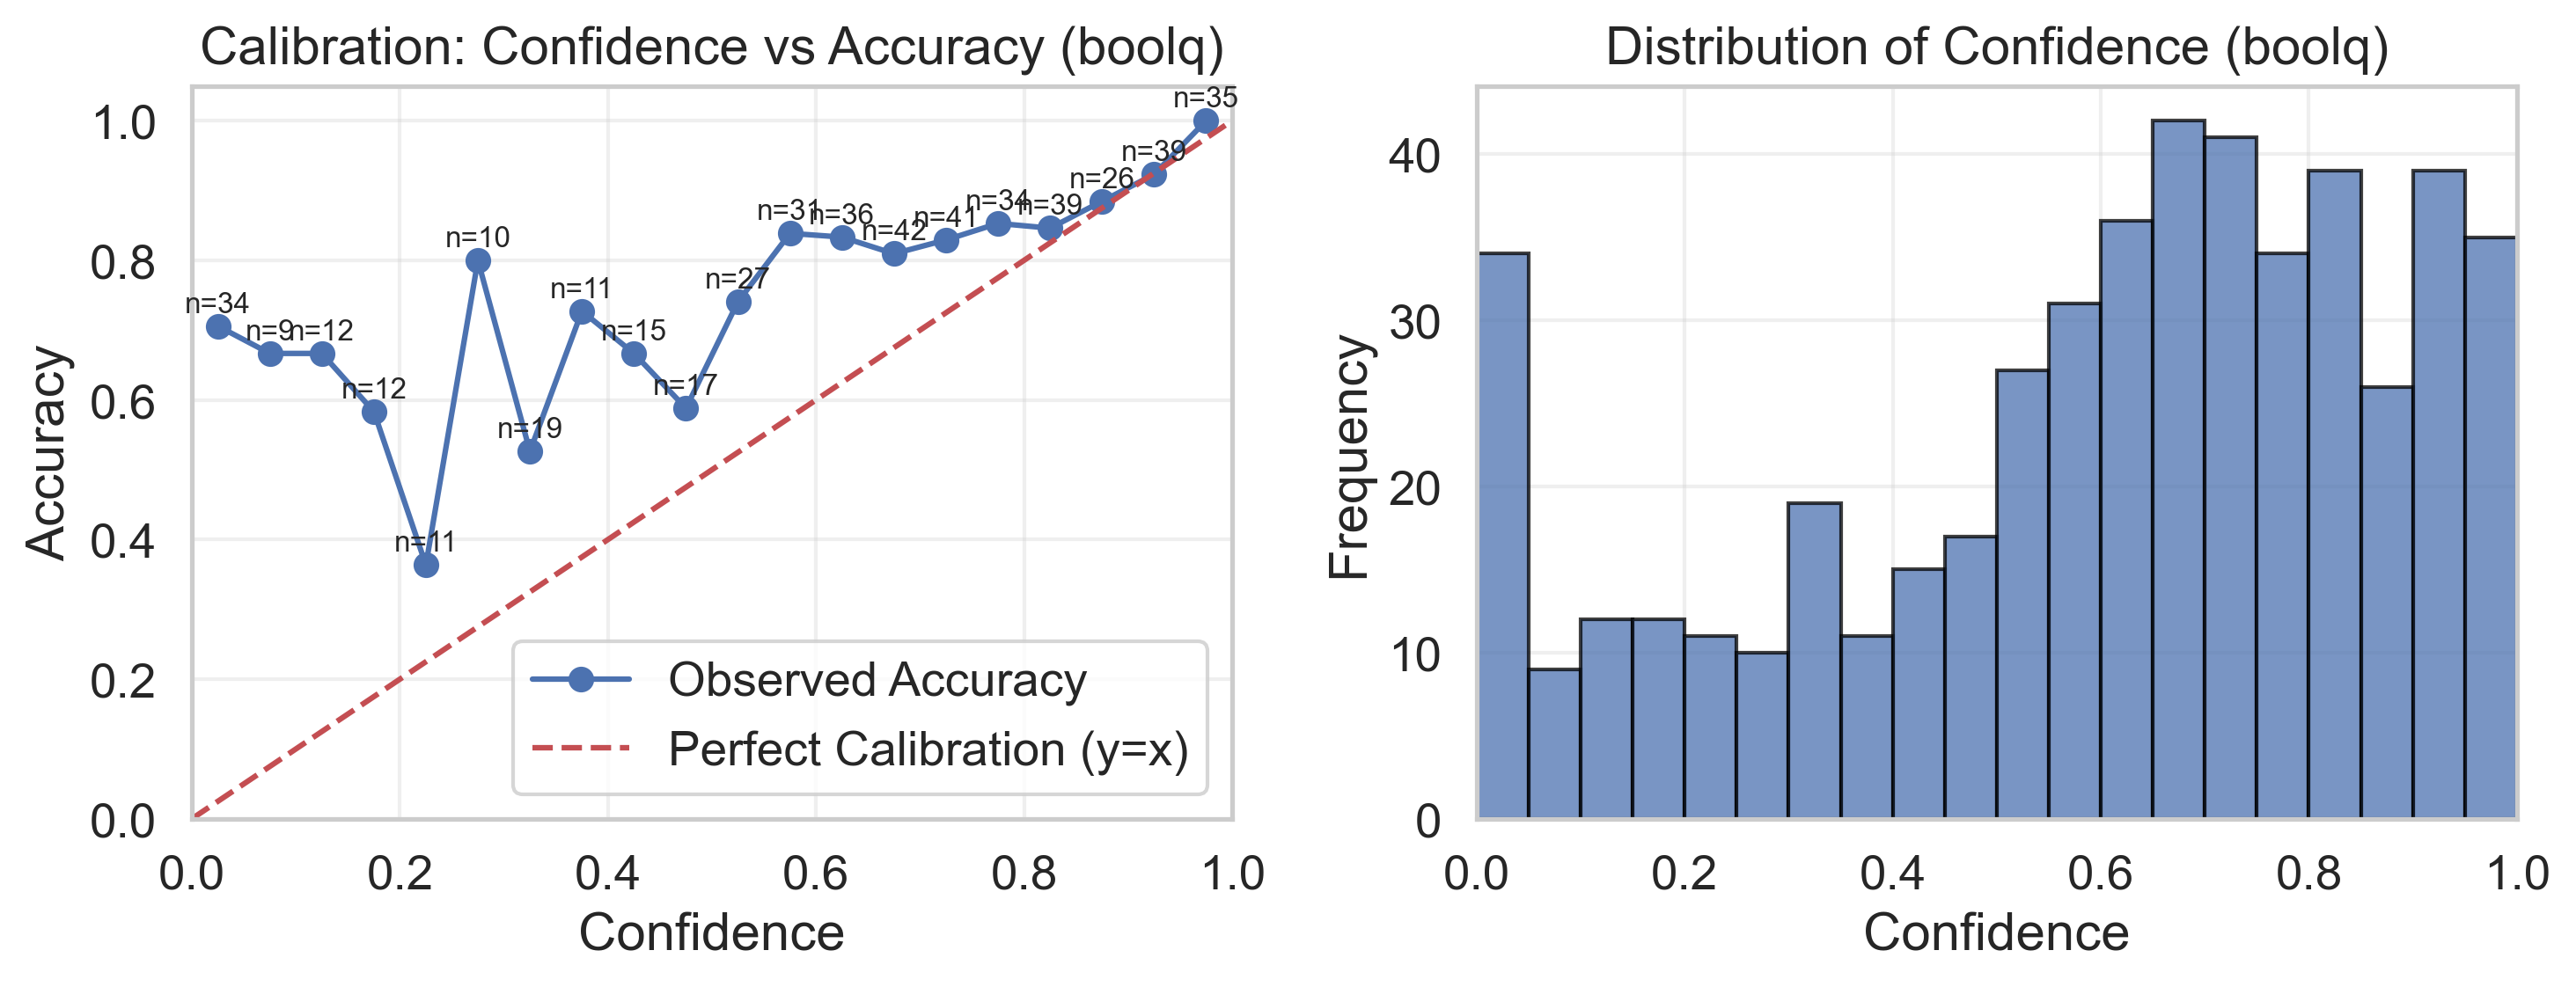 Calibration: Confidence vs Accuracy (boolq)
n=34
n=9
n=12
n=12
n=11
n=10
n=19
n=11
n=15
n=17
n=27
n=31
n=36
n=42
n=41
n=34
n=39
n=26
n=39
n=35
1.0
0.8
0.6
0.4
0.2
0.0
Accuracy
Observed Accuracy
Perfect Calibration (y=x)
0.0 0.2 0.4 0.6 0.8 1.0
Confidence
Distribution of Confidence (boolq)
40
30
20
10
0
Frequency
0.0 0.2 0.4 0.6 0.8 1.0
Confidence